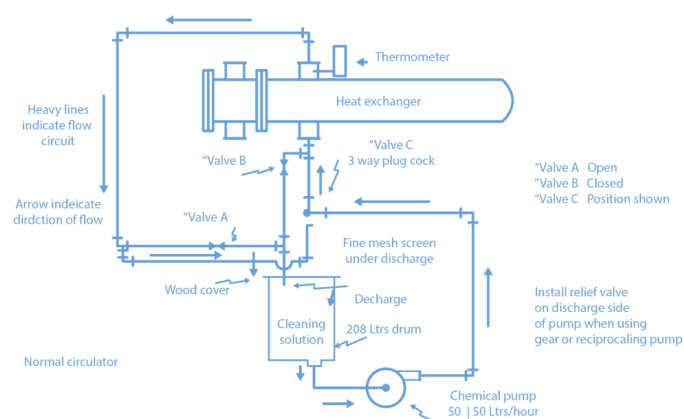 Thermometer
Heat exchanger
Heavy lines
indicate flow
circuit
"Valve B
"Valve C
3 way plug cock
"Valve A Open
"Valve B Closed
"Valve C Position shown
Arrow indeicate
dirdction of flow
"Valve A
Fine mesh screen
under discharge
Wood cover
Decharge
Cleaning
solution
208 Ltrs drum
Install relief valve
on discharge side
of pump when using
gear or reciprocaling pump
Normal circulator
Chemical pump
50 | 50 Ltrs/hour